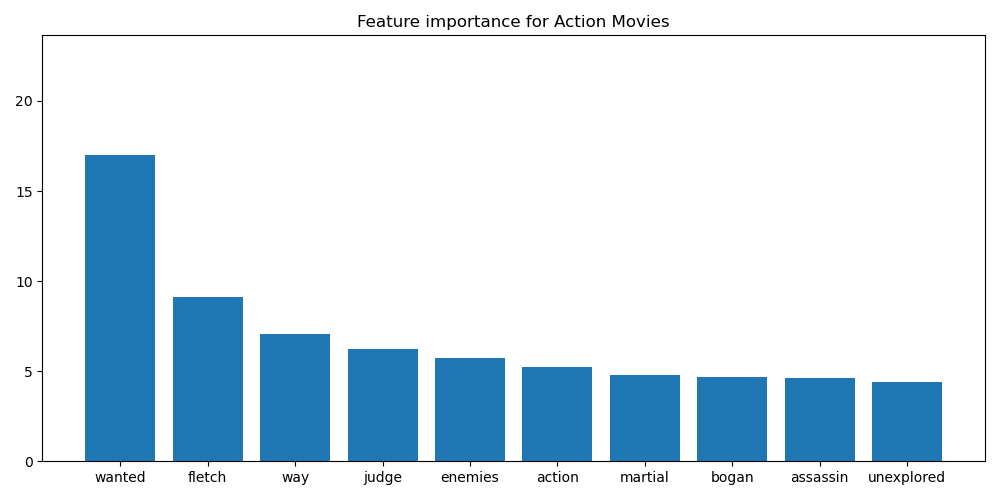 Feature importance for Action Movies
20
15
10
5
0
wanted fletch way judge enemies action martial bogan assassin unexplored